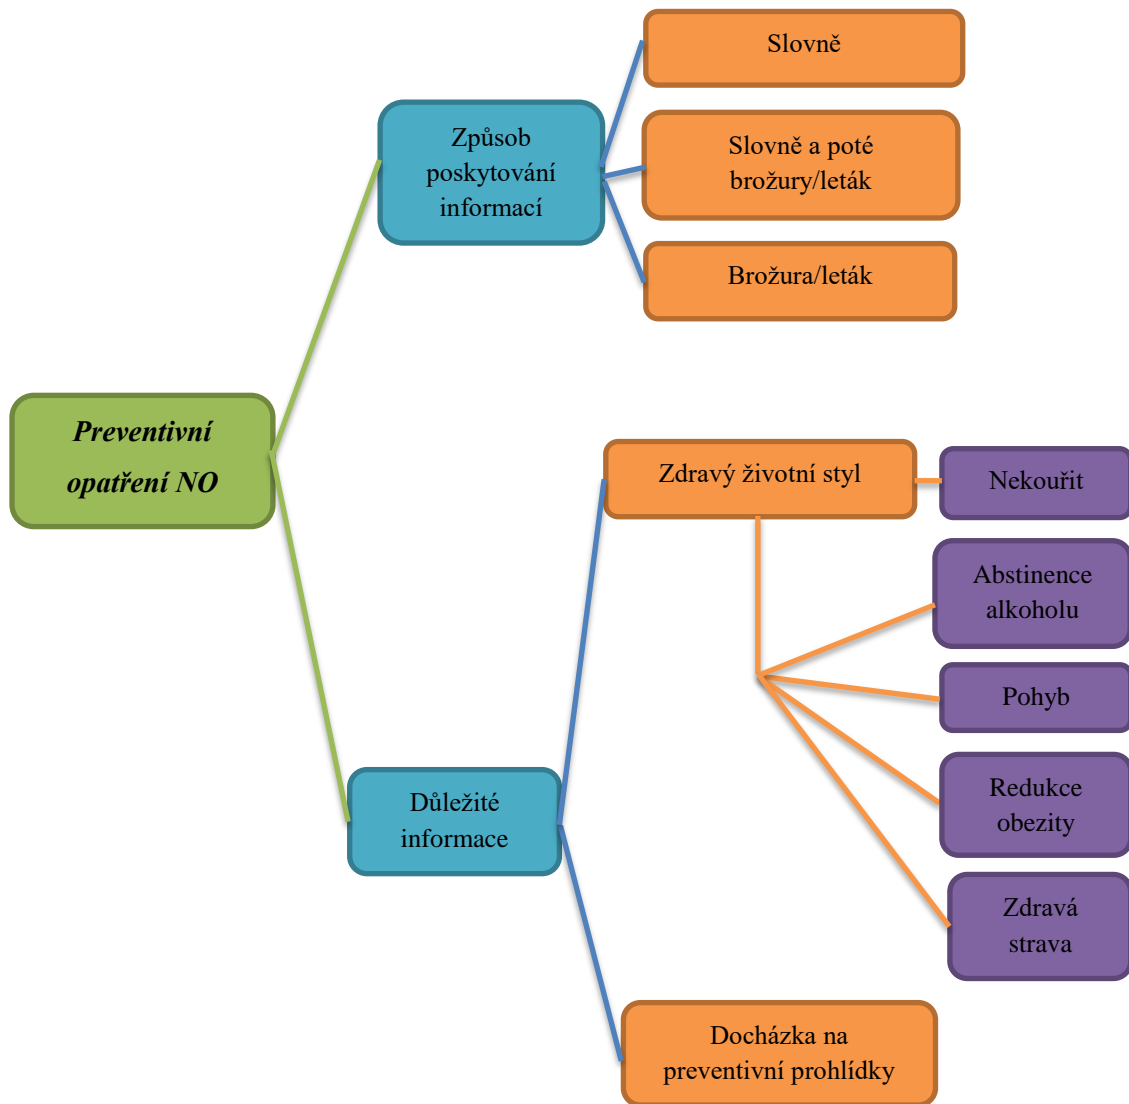 Slovně
Způsob
poskytování
informací
Slovně a poté
brožury/leták
Brožura/leták
Preventivní
opatření NO
Zdravý životní styl
Nekouřit
Abstinence
alkoholu
Pohyb
Redukce
obezity
Důležité
informace
Zdravá
strava
Docházka na
preventivní prohlídky